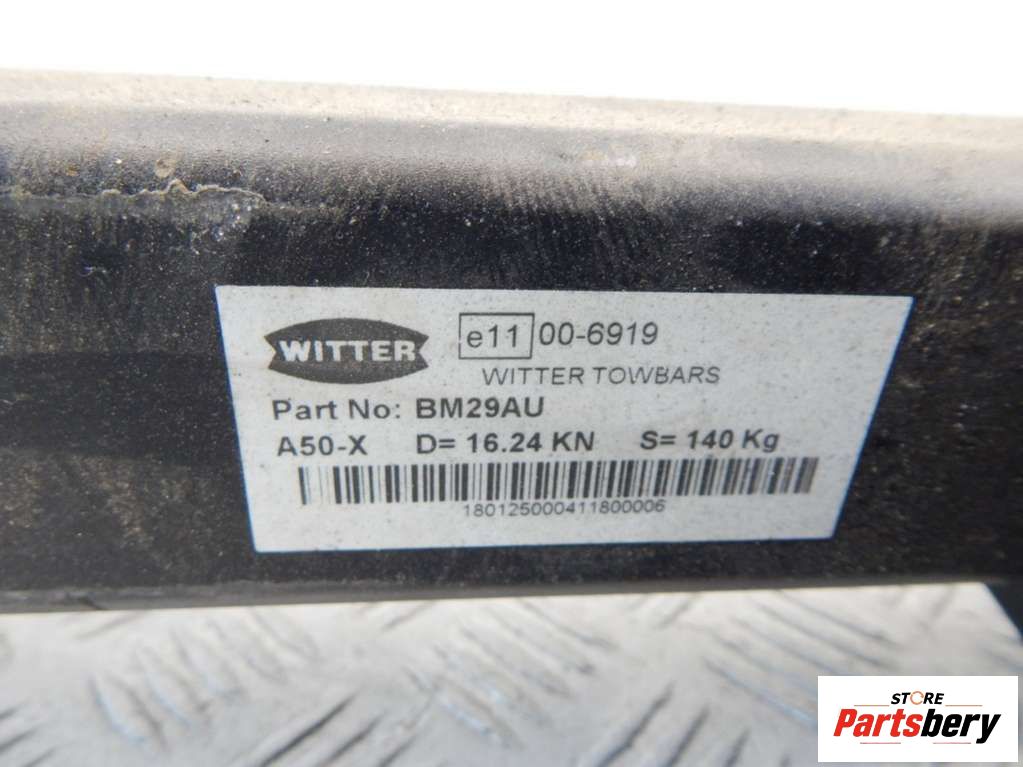 WITTER
e11 00-6919
WITTER TOWBARS
Part No: BM29AU
A50-X D= 16.24 KN S= 140 Kg
180125000411800006
STORE
Partsbery